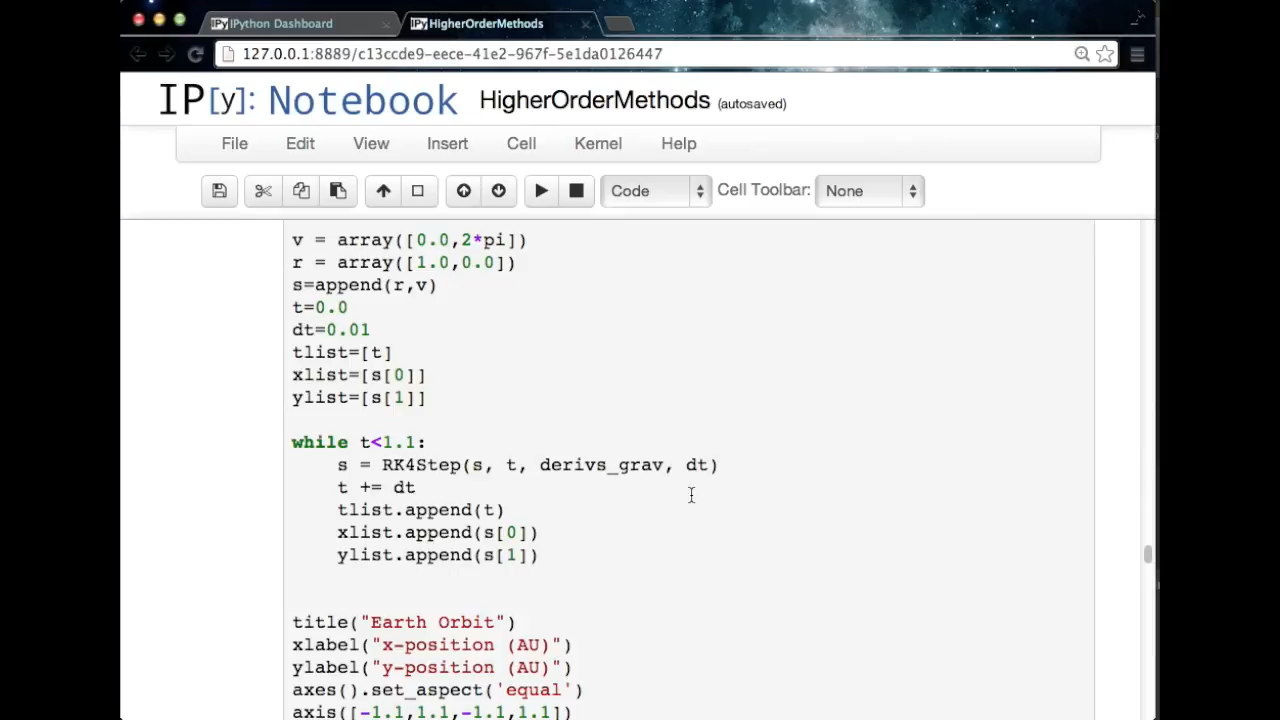 IP[y] IPython Dashboard
IP[y] HigherOrderMethods
127.0.0.1:8889/c13ccde9-eece-41e2-967f-5e1da0126447
IP[y]: Notebook HigherOrderMethods (autosaved)
File Edit View Insert Cell Kernel Help
Code Cell Toolbar: None
v = array([0.0,2*pi])
r = array([1.0,0.0])
s=append(r,v)
t=0.0
dt=0.01
tlist=[t]
xlist=[s[0]]
ylist=[s[1]]
while t<1.1:
    s = RK4Step(s, t, derivs_grav, dt)
    t += dt
    tlist.append(t)
    xlist.append(s[0])
    ylist.append(s[1])
title("Earth Orbit")
xlabel("x-position (AU)")
ylabel("y-position (AU)")
axes().set_aspect('equal')
axis([-1.1,1.1,-1.1,1.1])